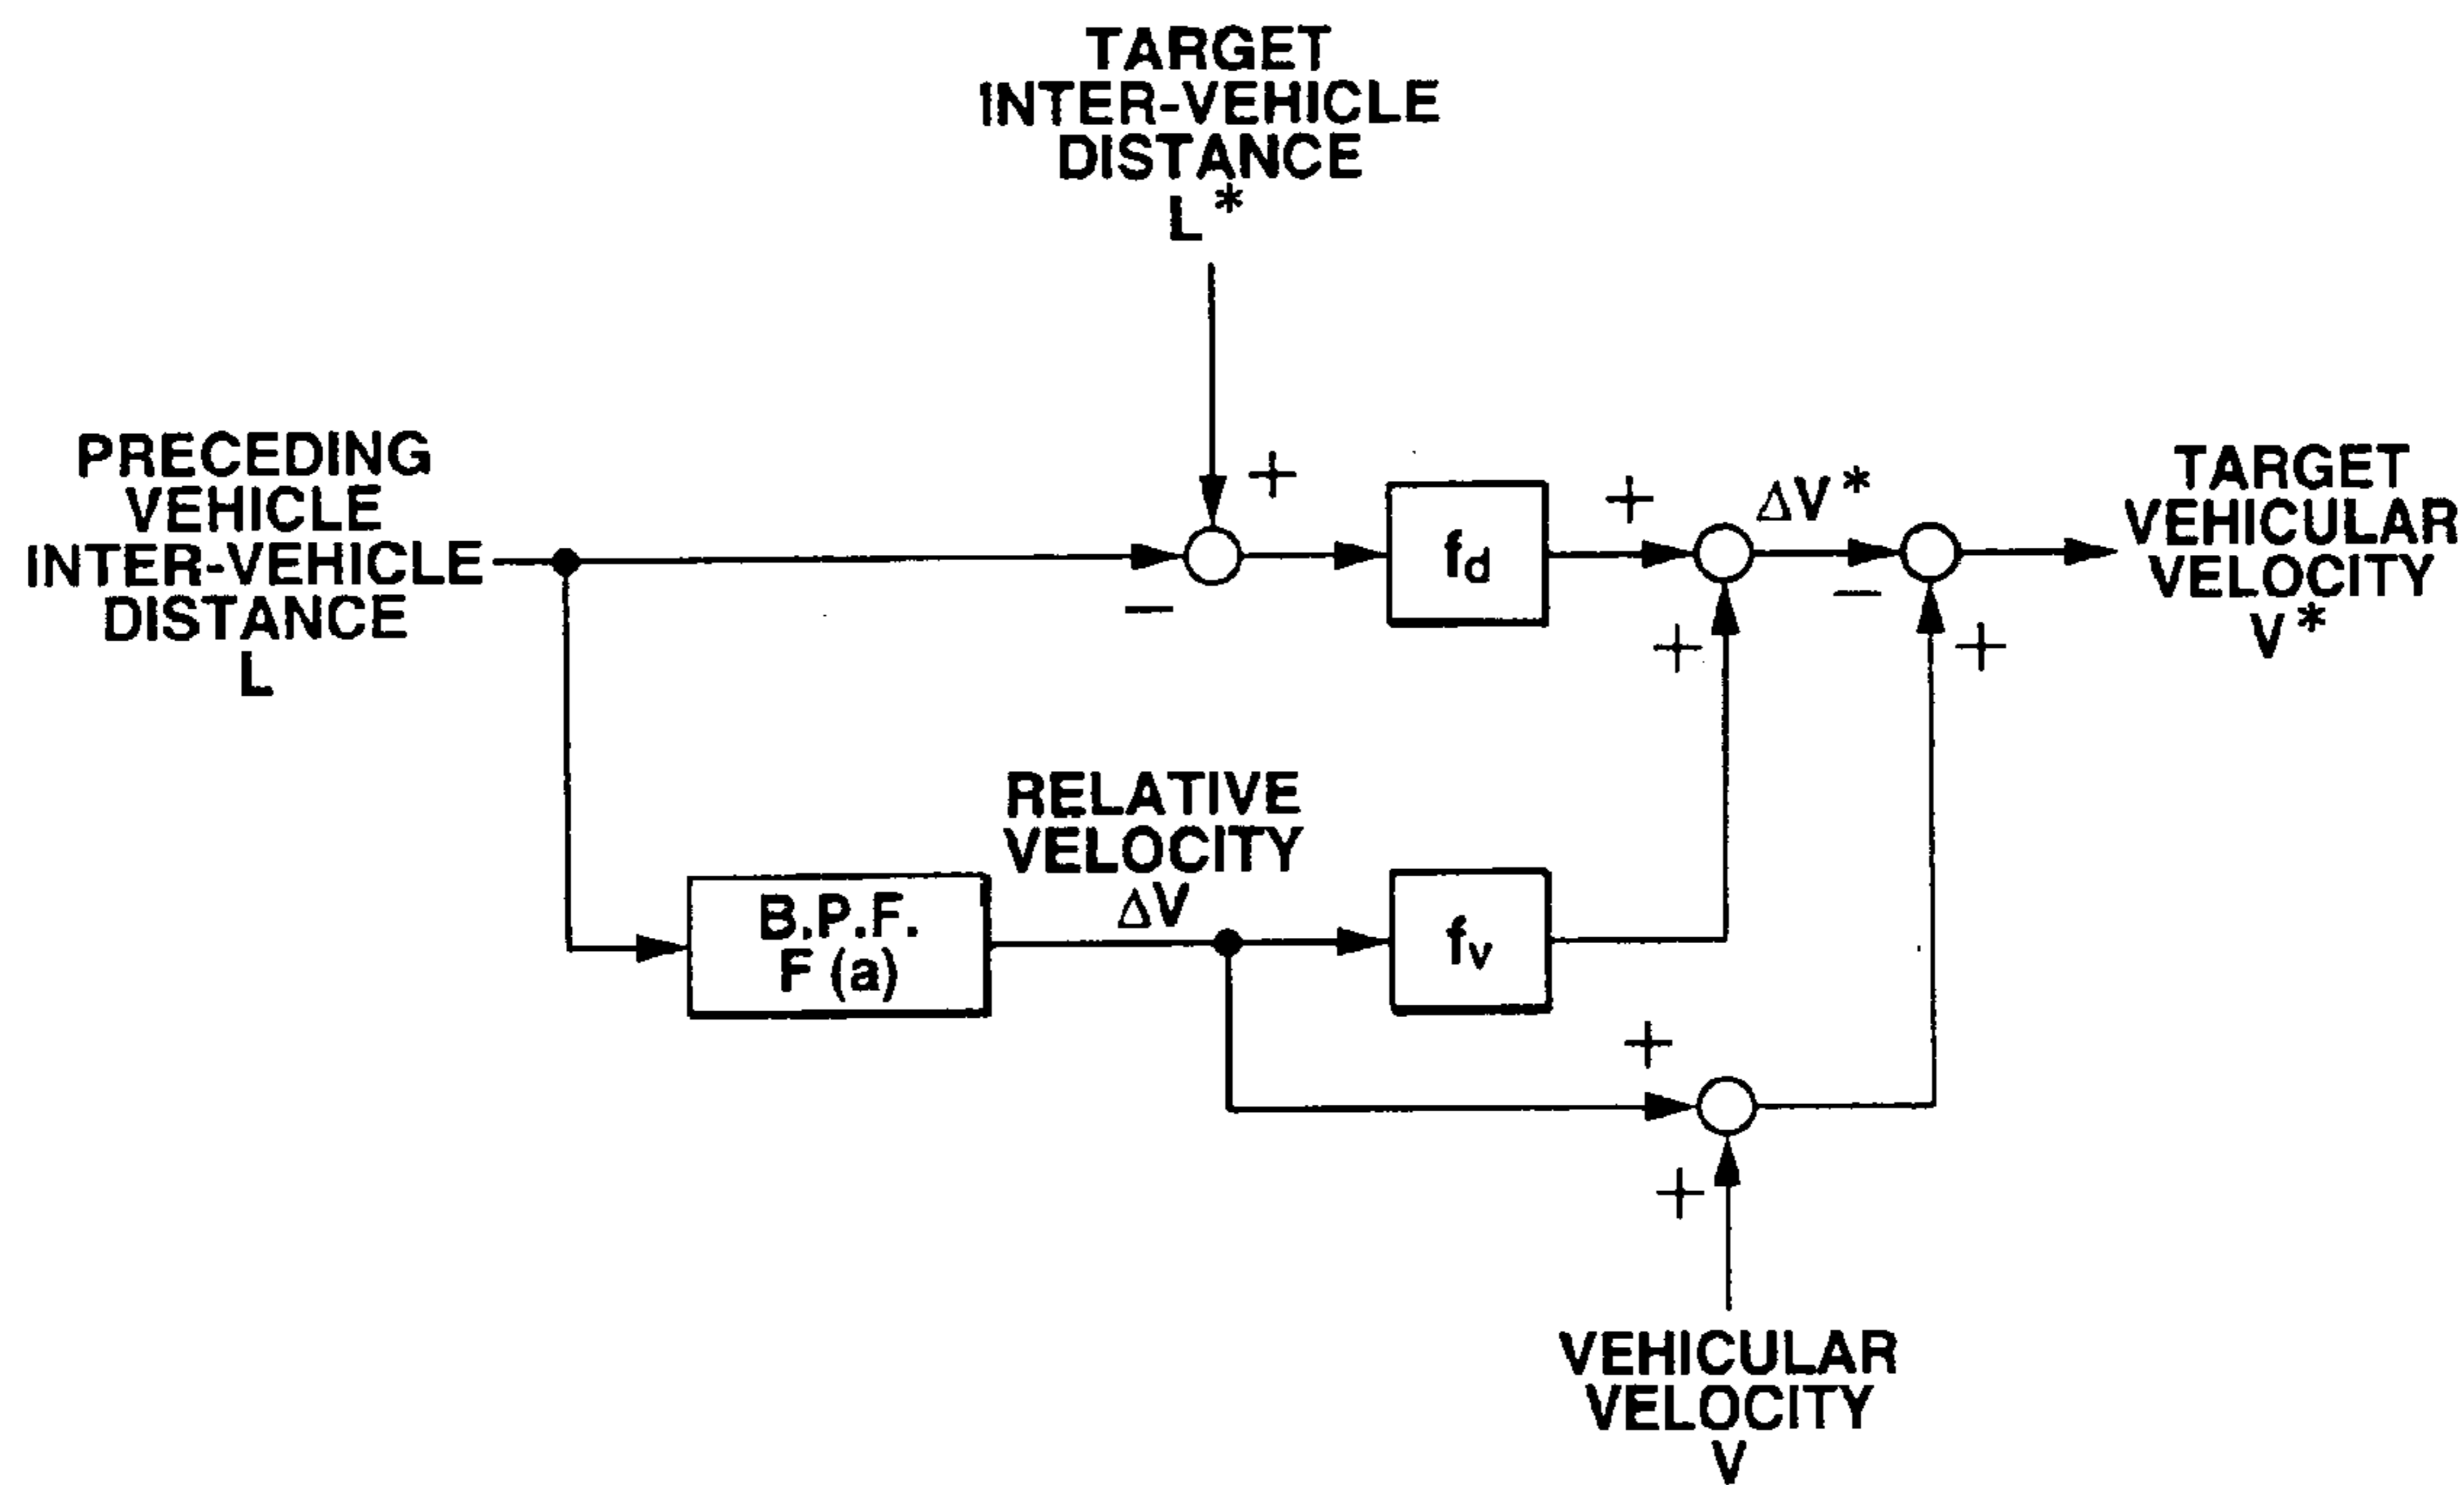 TARGET
INTER-VEHICLE
DISTANCE
L*
+
PRECEDING
VEHICLE
INTER-VEHICLE
DISTANCE
L
−
fd
+
ΔV*
+
−
+
TARGET
VEHICULAR
VELOCITY
V*
RELATIVE
VELOCITY
ΔV
B.P.F.
F (a)
fv
+
+
VEHICULAR
VELOCITY
V